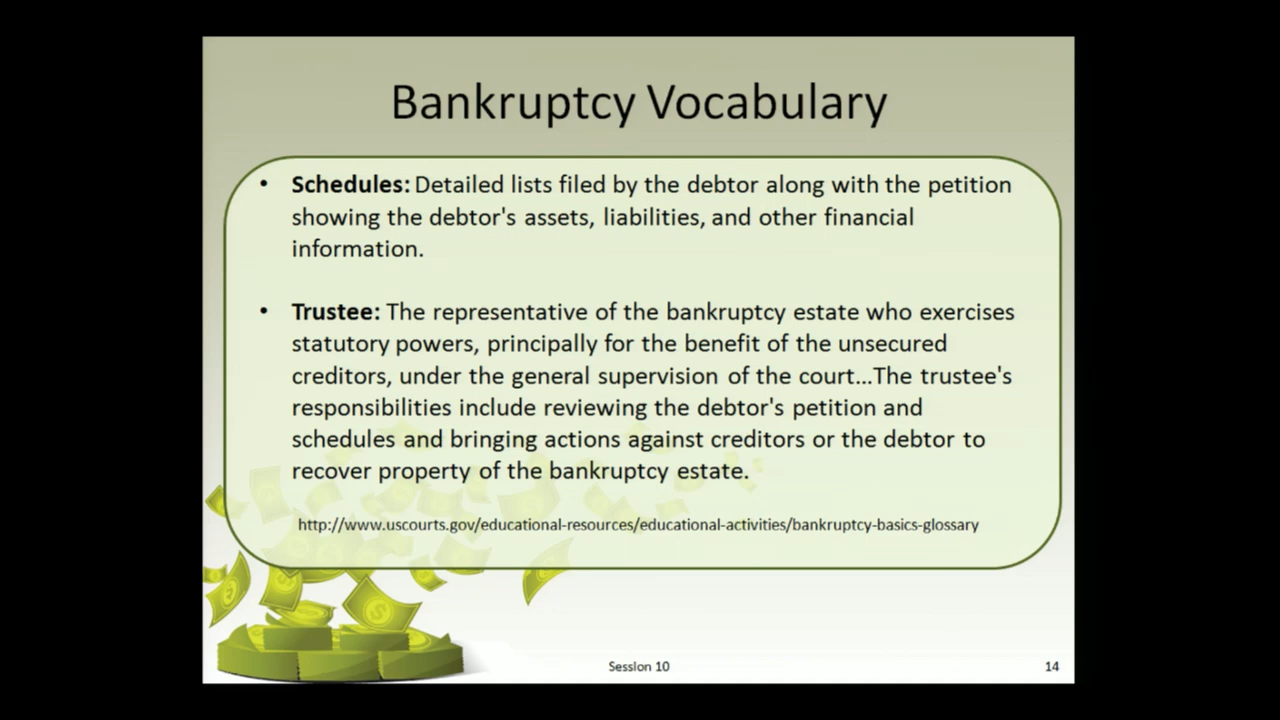 Bankruptcy Vocabulary
• Schedules: Detailed lists filed by the debtor along with the petition
showing the debtor's assets, liabilities, and other financial
information.
• Trustee: The representative of the bankruptcy estate who exercises
statutory powers, principally for the benefit of the unsecured
creditors, under the general supervision of the court...The trustee's
responsibilities include reviewing the debtor's petition and
schedules and bringing actions against creditors or the debtor to
recover property of the bankruptcy estate.
http://www.uscourts.gov/educational-resources/educational-activities/bankruptcy-basics-glossary
Session 10
14